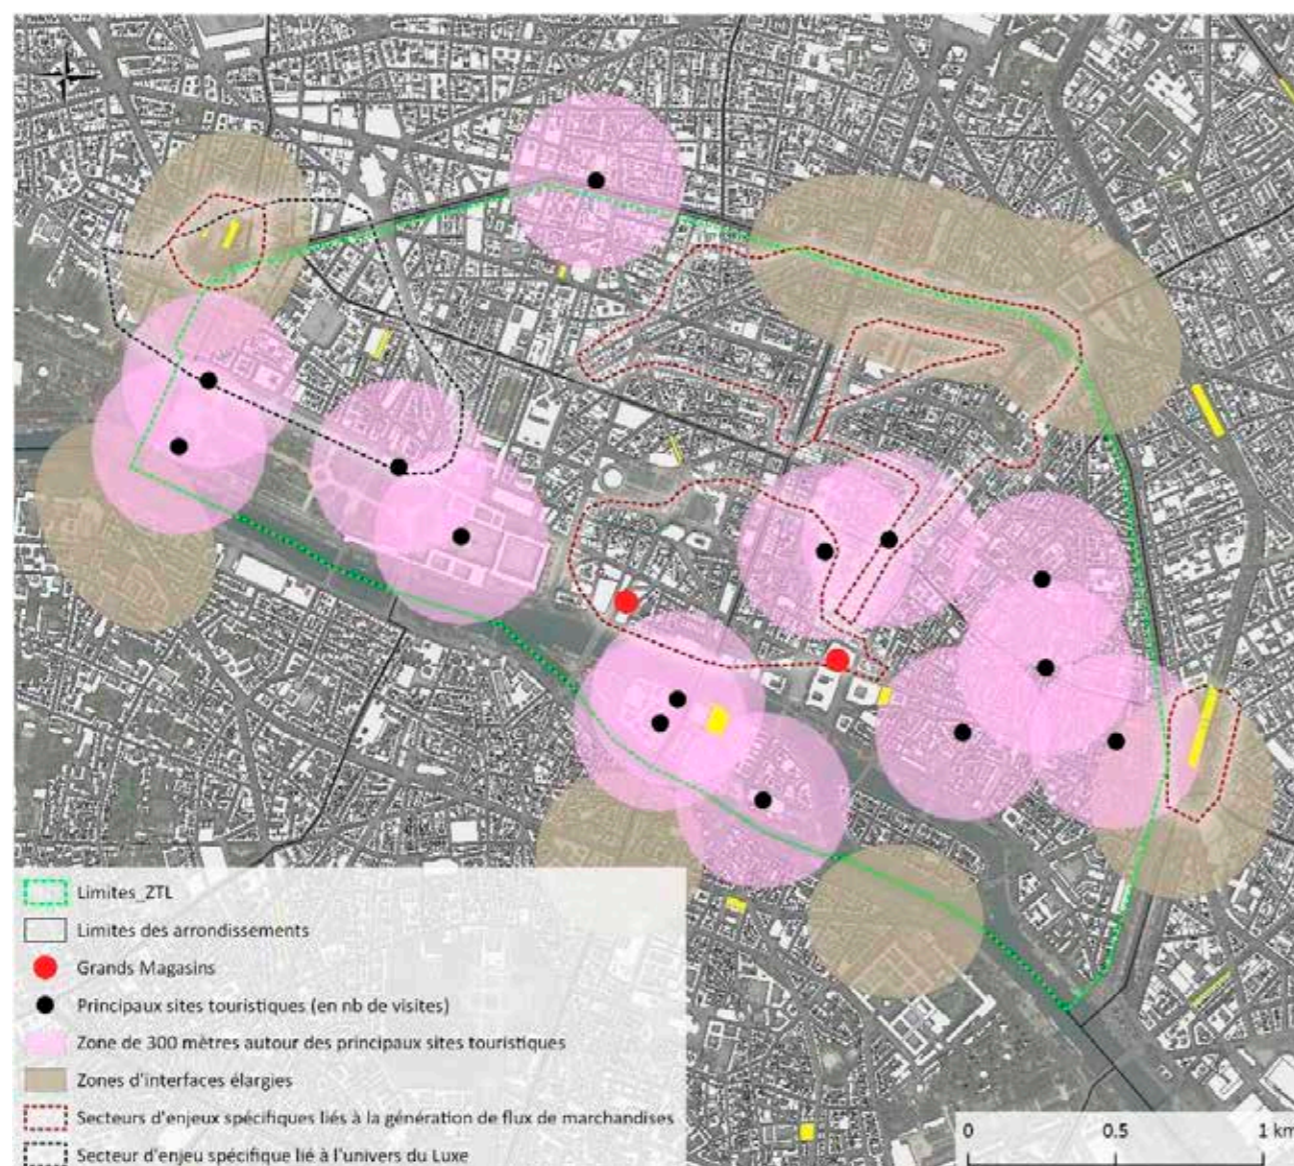 Limites_ZTL
Limites des arrondissements
Grands Magasins
Principaux sites touristiques (en nb de visites)
Zone de 300 mètres autour des principaux sites touristiques
Zones d'interfaces élargies
Secteurs d'enjeux spécifiques liés à la génération de flux de marchandises
Secteur d'enjeu spécifique lié à l'univers du Luxe
0 0.5 1 km